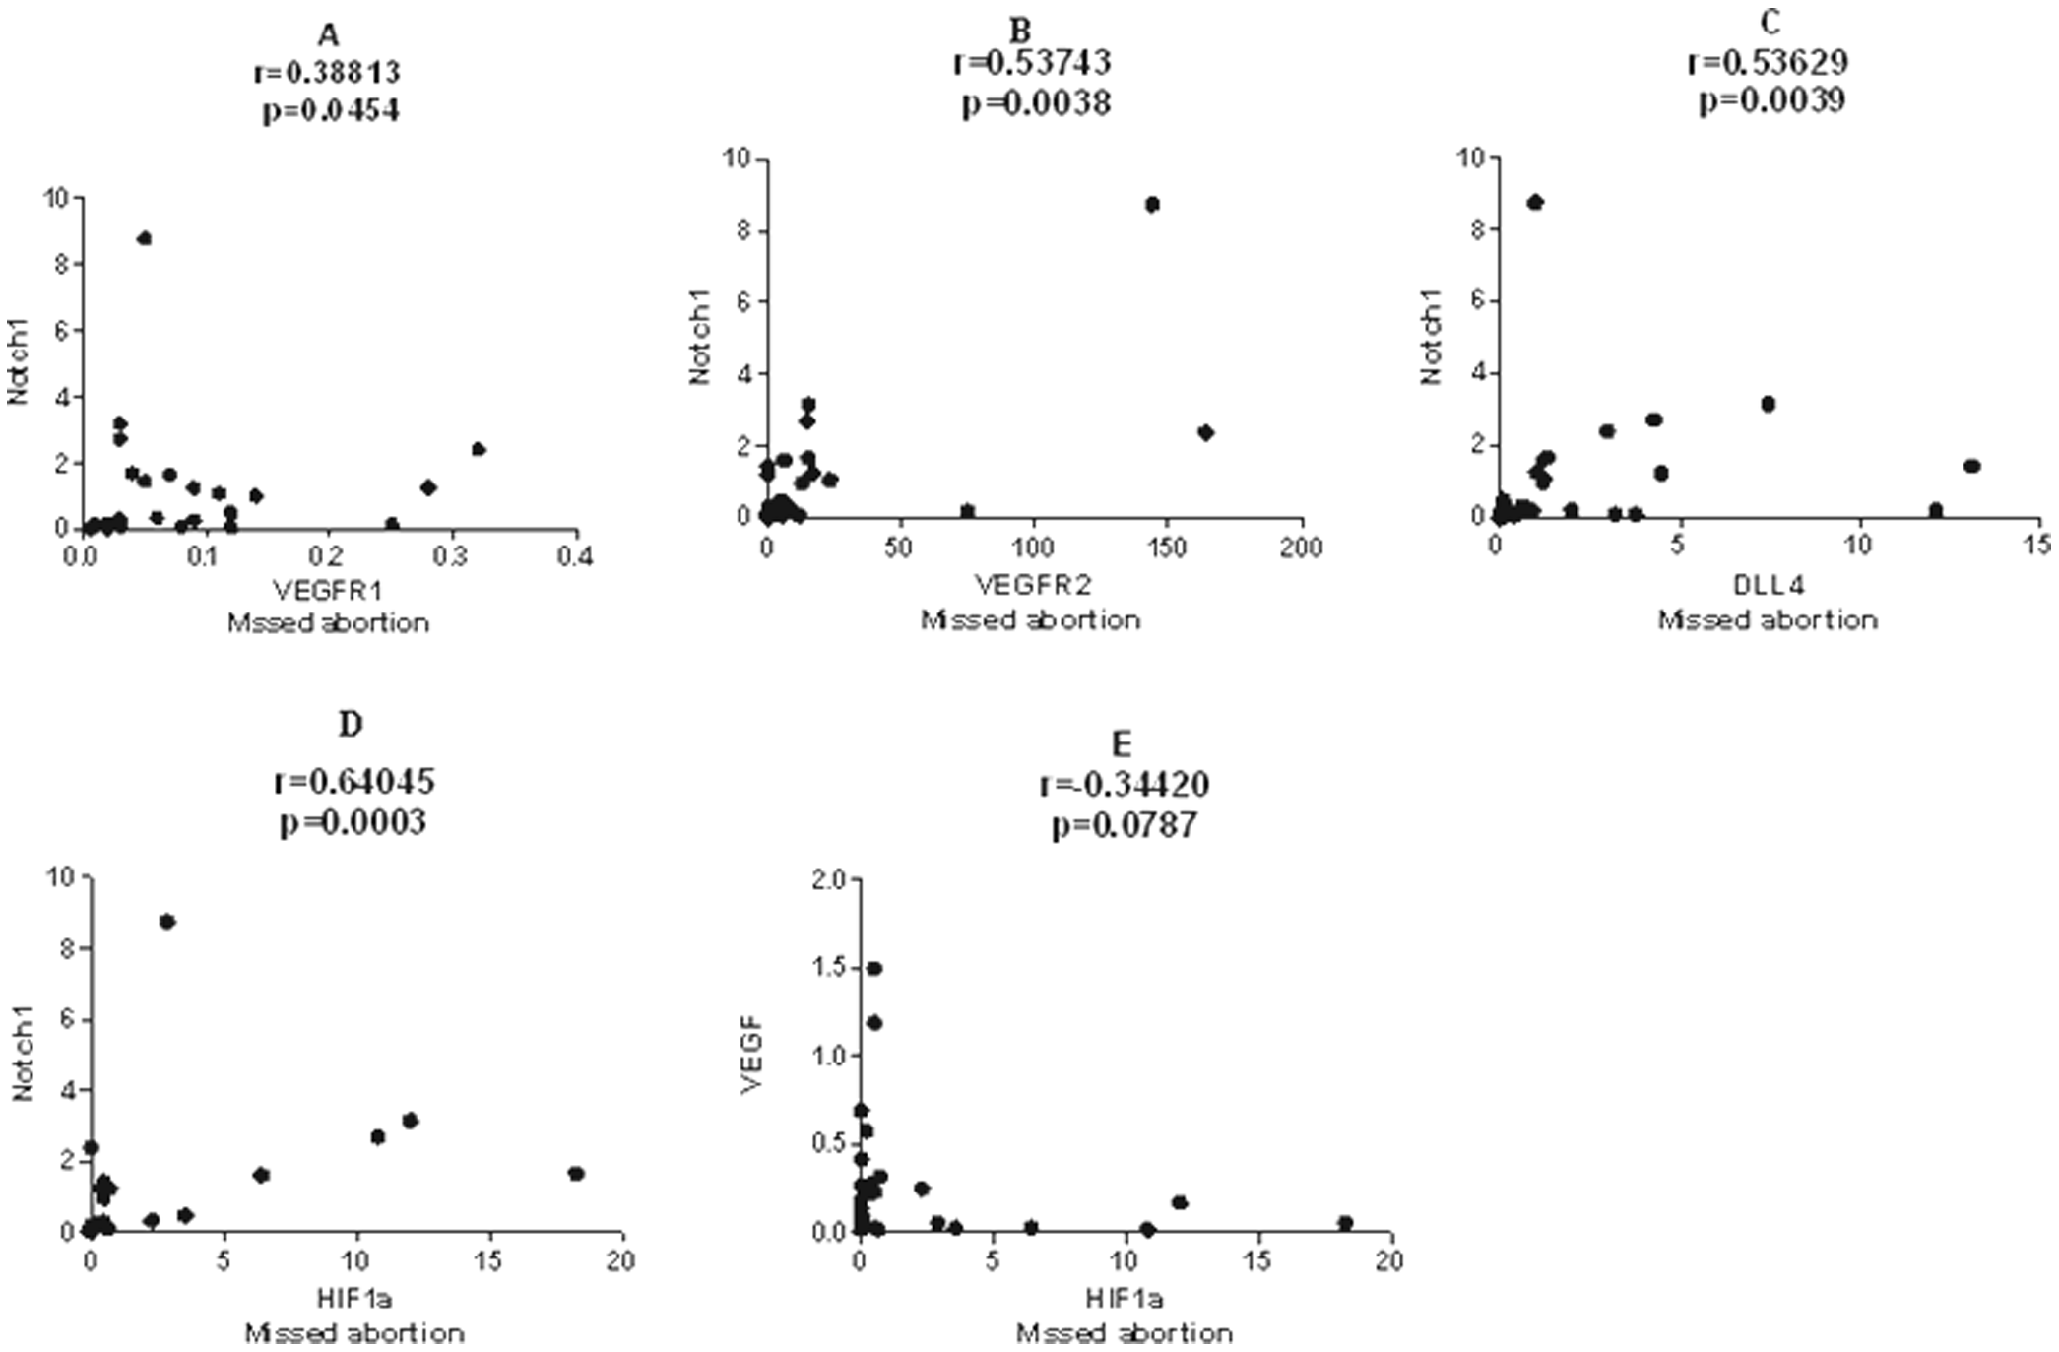 A
r=0.38813
p=0.0454
10
8
6
4
2
0
Notch1
0.0 0.1 0.2 0.3 0.4
VEGFR1
Mssed abortion
B
r=0.53743
p=0.0038
10
8
6
4
2
0
Notch1
0 50 100 150 200
VEGFR2
Missed abortion
C
r=0.53629
p=0.0039
10
8
6
4
2
0
Notch1
0 5 10 15
DLL4
Missed abortion
D
r=0.64045
p=0.0003
10
8
6
4
2
0
Notch1
0 5 10 15 20
HIF1a
Missed abortion
E
r=-0.34420
p=0.0787
2.0
1.5
1.0
0.5
0.0
VEGF
0 5 10 15 20
HIF1a
Mssed abortion